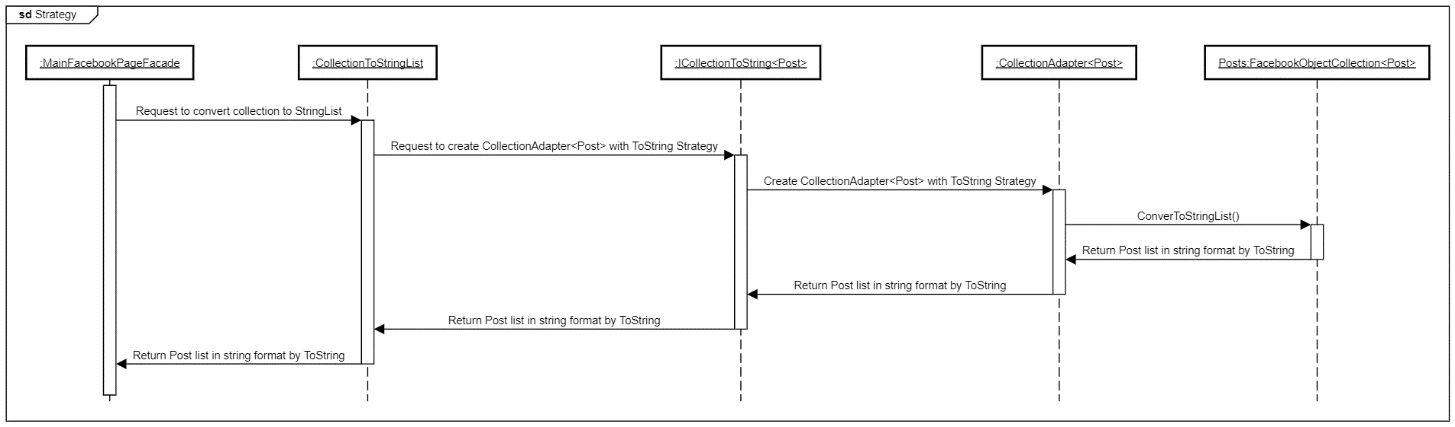 sd Strategy
:MainFacebookPageFacade
:CollectionToStringList
:ICollectionToString<Post>
:CollectionAdapter<Post>
Posts:FacebookObjectCollection<Post>
Request to convert collection to StringList
Request to create CollectionAdapter<Post> with ToString Strategy
Create CollectionAdapter<Post> with ToString Strategy
ConverToStringList()
Return Post list in string format by ToString
Return Post list in string format by ToString
Return Post list in string format by ToString
Return Post list in string format by ToString